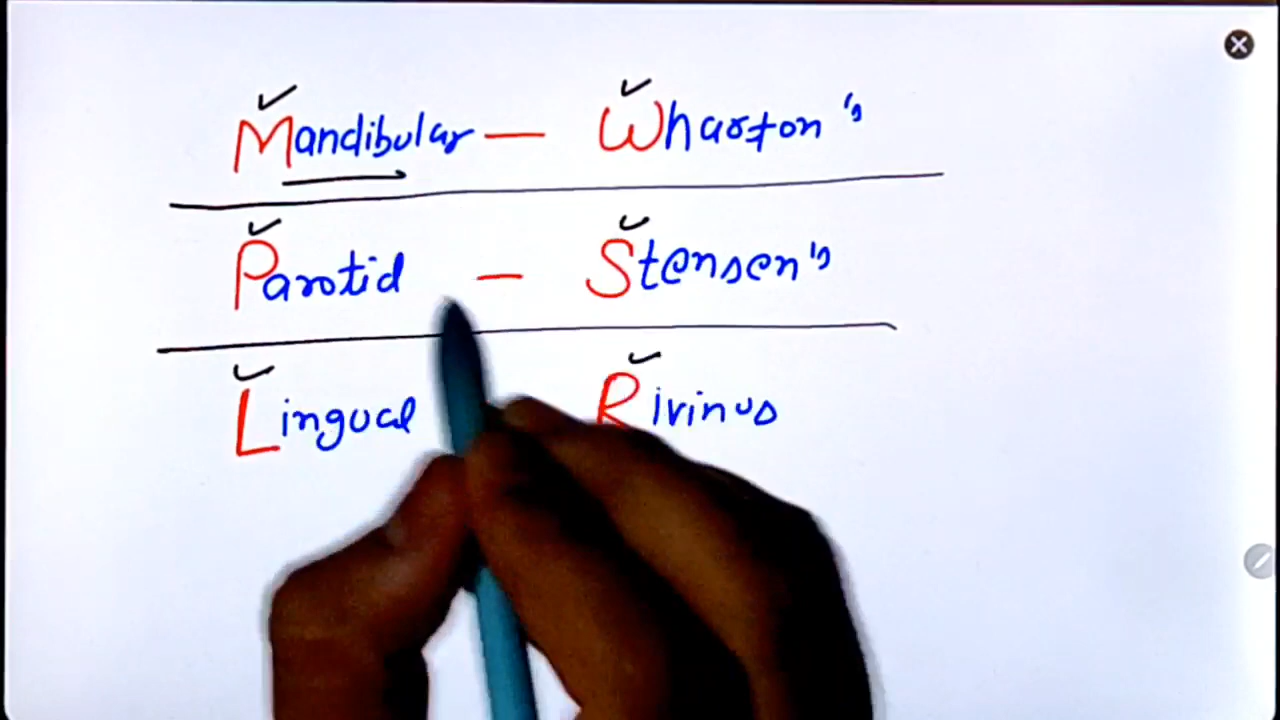 Mandibular — Wharton's
Parotid — Stensen's
Lingual Rivinus